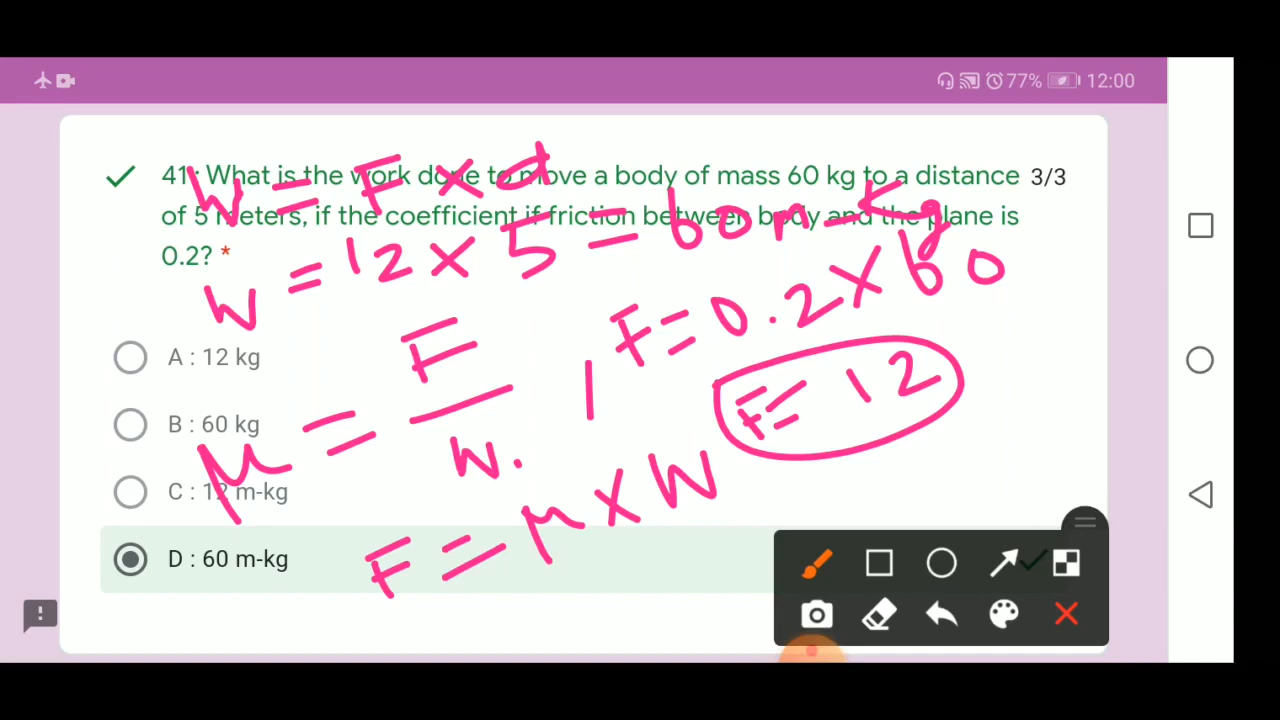 77% 12:00
41 : What is the work done to move a body of mass 60 kg to a distance 3/3
of 5 meters, if the coefficient if friction between body and the plane is
0.2? *
W = F × d
W = 12 × 5 = 60 m-kg
F = 0.2 × 60
A : 12 kg
μ = F / W. ,
F = 12
B : 60 kg
C : 12 m-kg
F = μ × W
D : 60 m-kg